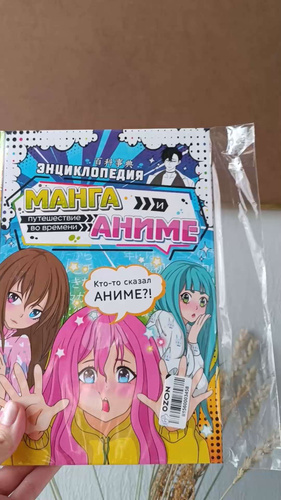 百科事典
ЭНЦИКЛОПЕДИЯ
МАНГА И
путешествие
во времени
АНИМЕ
Кто-то сказал
АНИМЕ?!
OZON